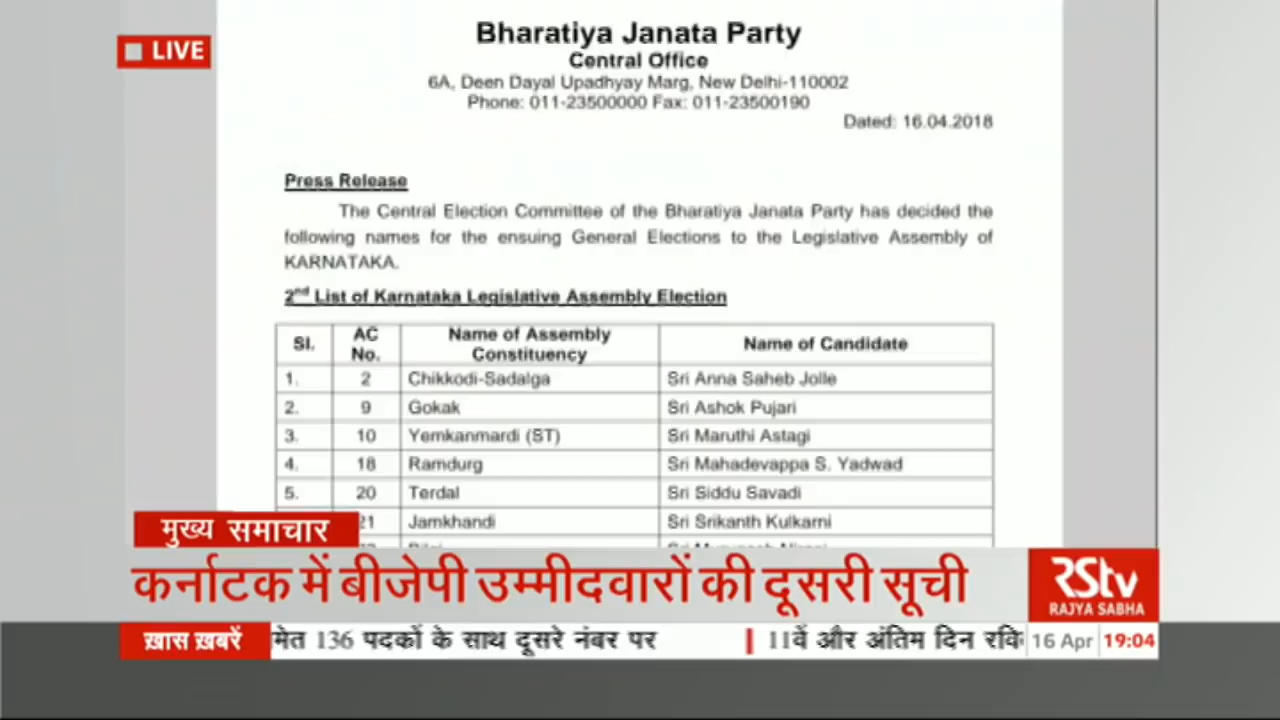 LIVE
Bharatiya Janata Party
Central Office
6A, Deen Dayal Upadhyay Marg, New Delhi-110002
Phone: 011-23500000 Fax: 011-23500190
Dated: 16.04.2018
Press Release
The Central Election Committee of the Bharatiya Janata Party has decided the
following names for the ensuing General Elections to the Legislative Assembly of
KARNATAKA.
2nd List of Karnataka Legislative Assembly Election
Sl. AC No. Name of Assembly Constituency Name of Candidate
1. 2 Chikkodi-Sadalga Sri Anna Saheb Jolle
2. 9 Gokak Sri Ashok Pujari
3. 10 Yemkanmardi (ST) Sri Maruthi Astagi
4. 18 Ramdurg Sri Mahadevappa S. Yadwad
5. 20 Terdal Sri Siddu Savadi
21 Jamkhandi Sri Srikanth Kulkarni
मुख्य समाचार
कर्नाटक में बीजेपी उम्मीदवारों की दूसरी सूची
RStv
RAJYA SABHA
ख़ास ख़बरें मेत 136 पदकों के साथ दूसरे नंबर पर | 11वें और अंतिम दिन रवि 16 Apr 19:04